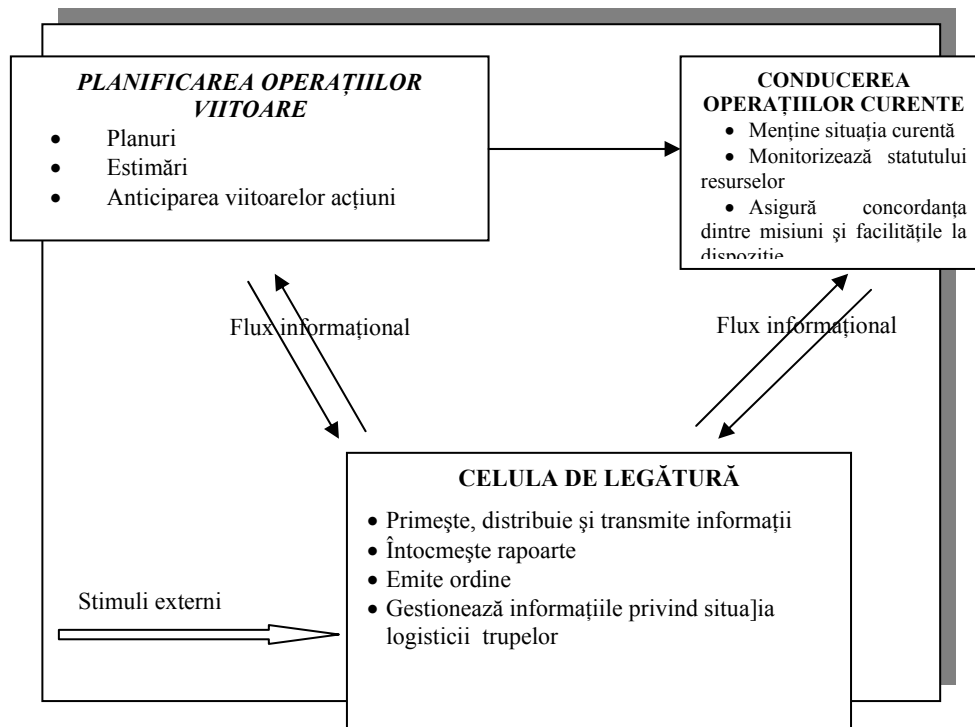 PLANIFICAREA OPERAȚIILOR
VIITOARE
• Planuri
• Estimări
• Anticiparea viitoarelor acțiuni
CONDUCEREA
OPERAȚIILOR CURENTE
• Menține situația curentă
• Monitorizează statutului
resurselor
• Asigură concordanța
dintre misiuni şi facilitățile la
dispoziție
Flux informațional
Flux informațional
CELULA DE LEGĂTURĂ
• Primeşte, distribuie şi transmite informații
• Întocmeşte rapoarte
• Emite ordine
• Gestionează informațiile privind situa]ia
logisticii trupelor
Stimuli externi